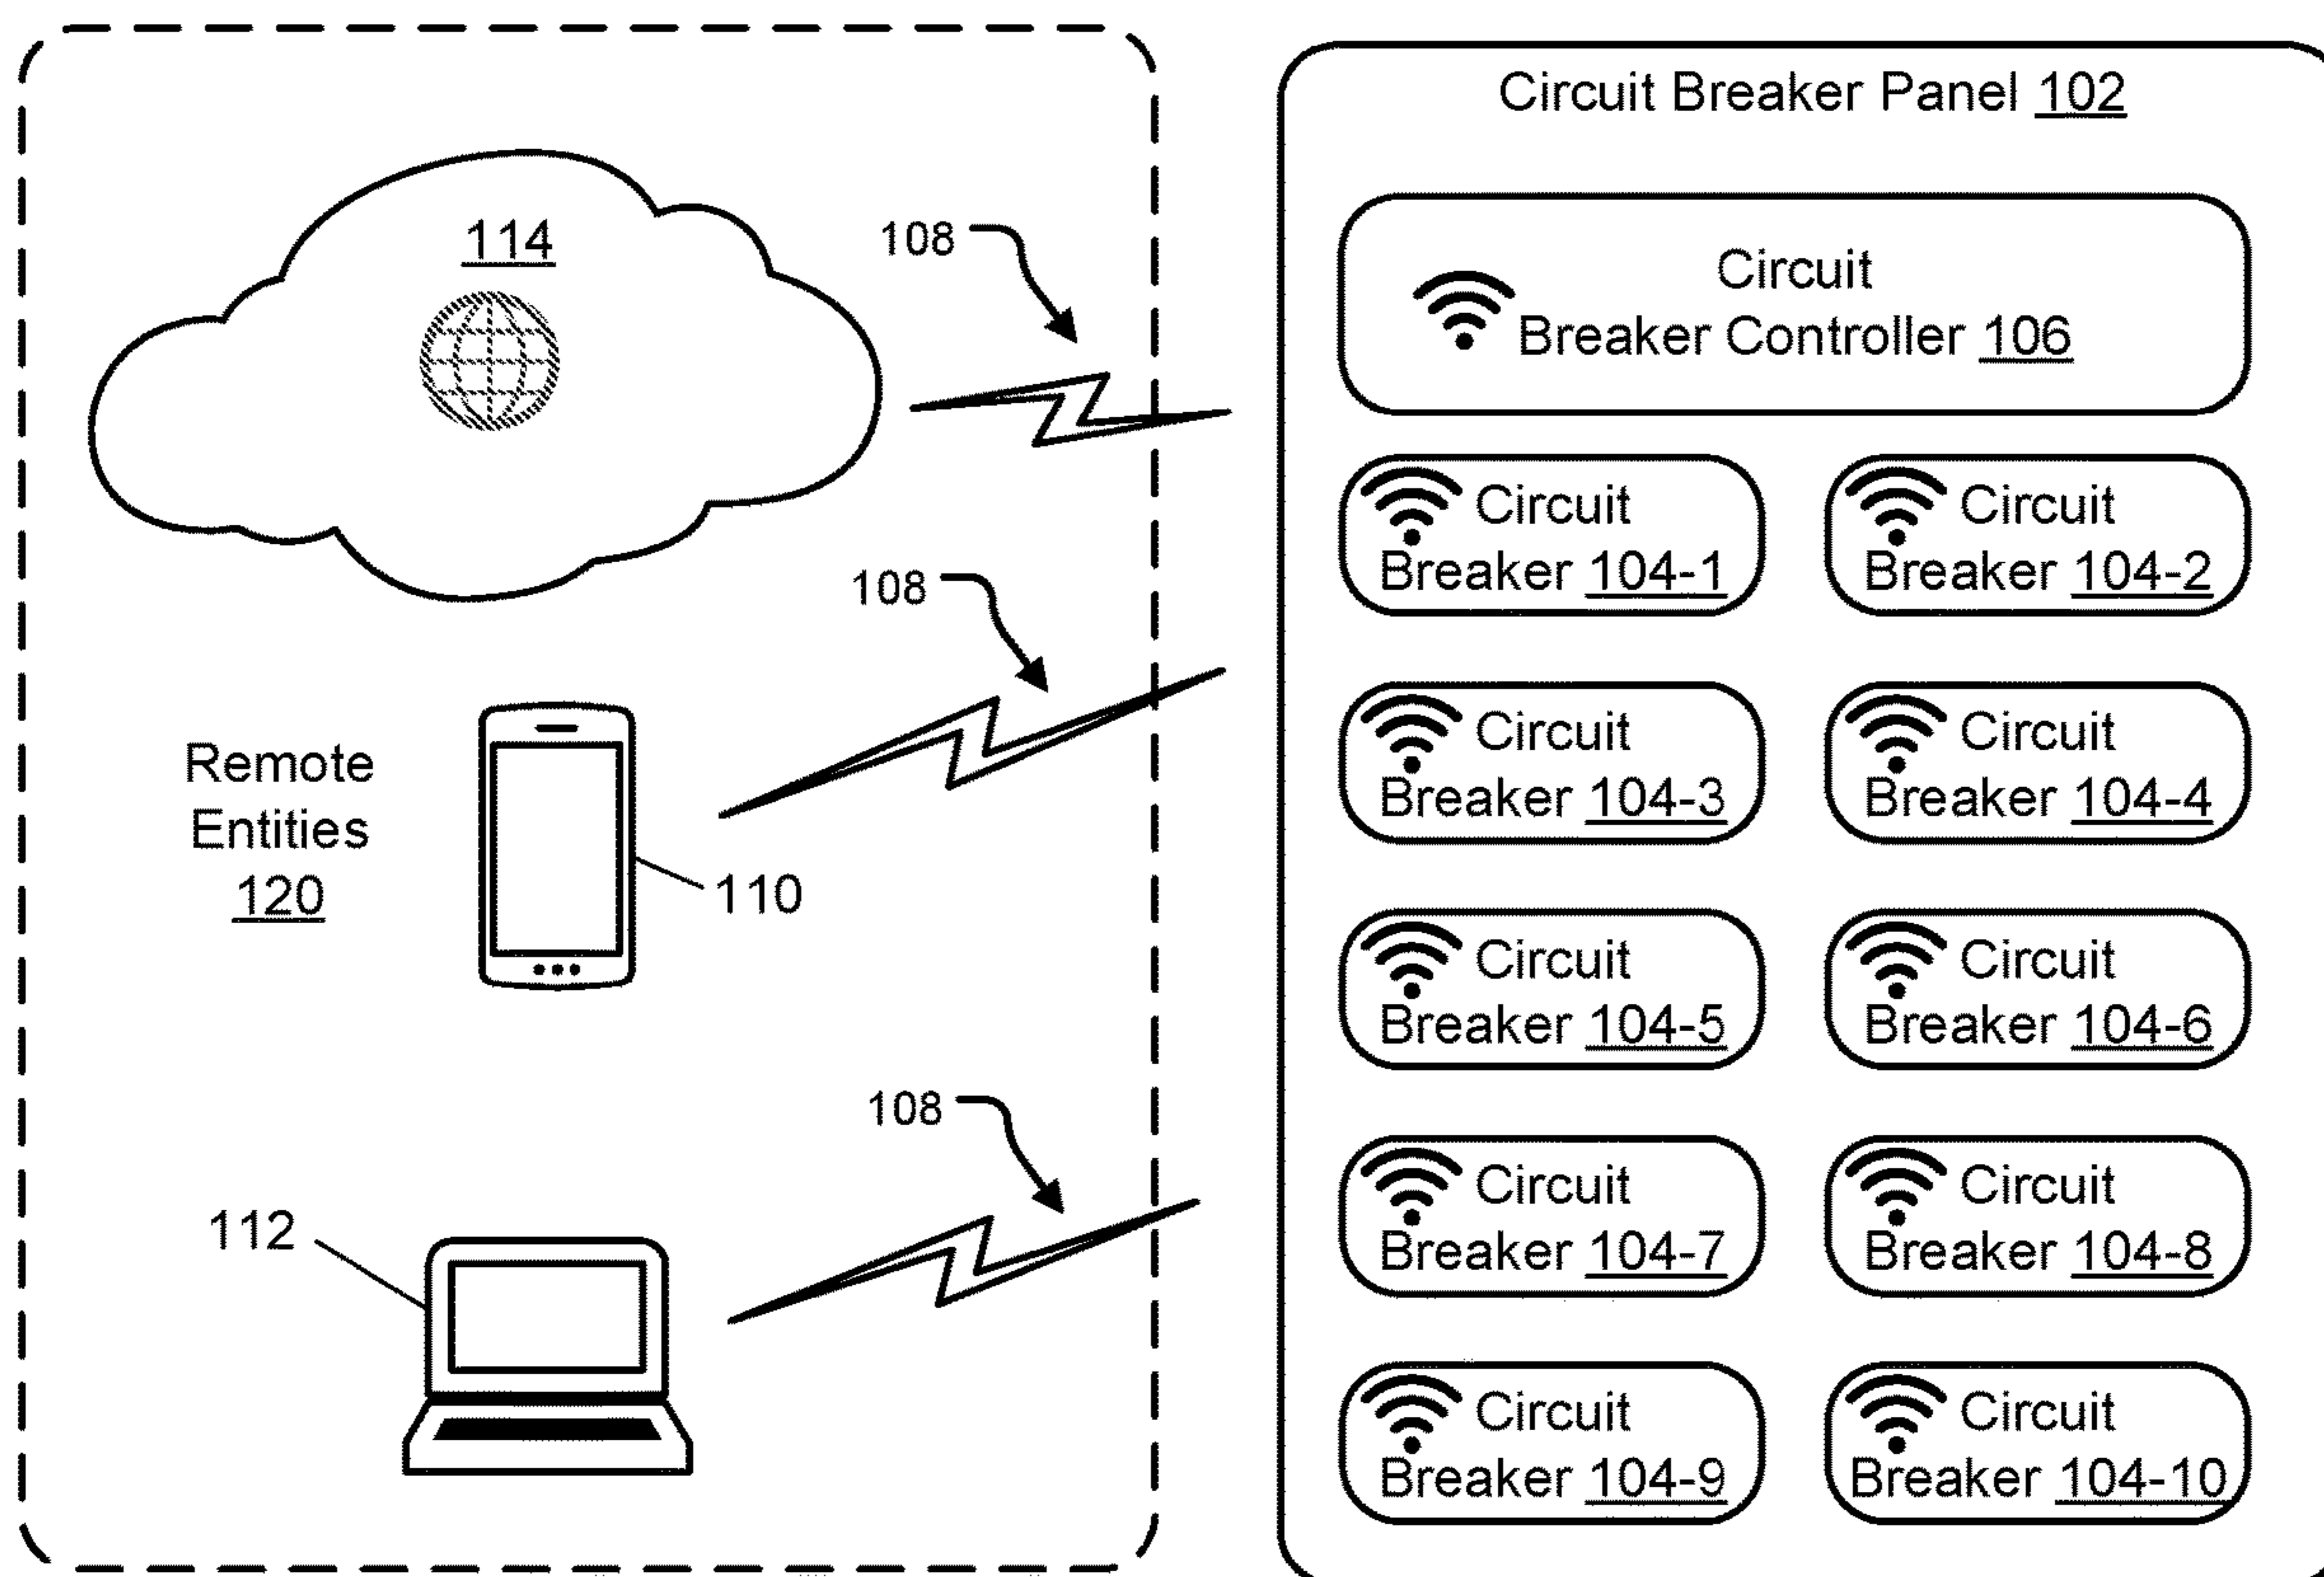 114
108
108
Remote
Entities
120
110
108
112
Circuit Breaker Panel 102
Circuit
Breaker Controller 106
Circuit
Breaker 104-1
Circuit
Breaker 104-2
Circuit
Breaker 104-3
Circuit
Breaker 104-4
Circuit
Breaker 104-5
Circuit
Breaker 104-6
Circuit
Breaker 104-7
Circuit
Breaker 104-8
Circuit
Breaker 104-9
Circuit
Breaker 104-10